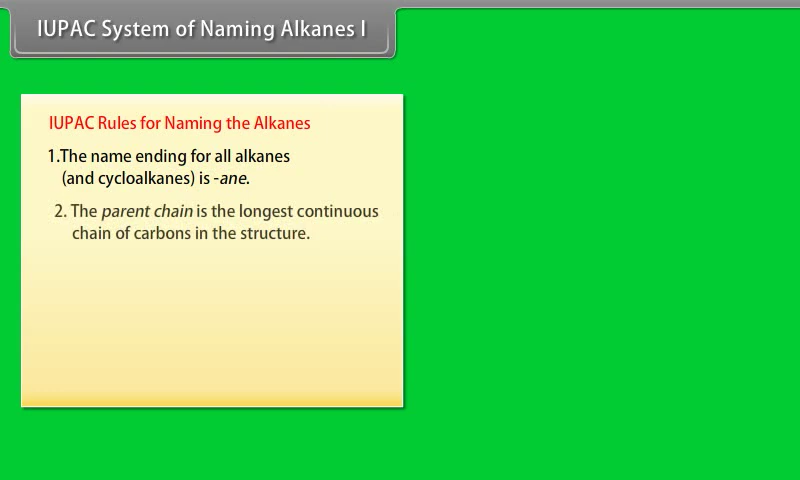 IUPAC System of Naming Alkanes I
IUPAC Rules for Naming the Alkanes
1.The name ending for all alkanes
(and cycloalkanes) is -ane.
2. The parent chain is the longest continuous
chain of carbons in the structure.